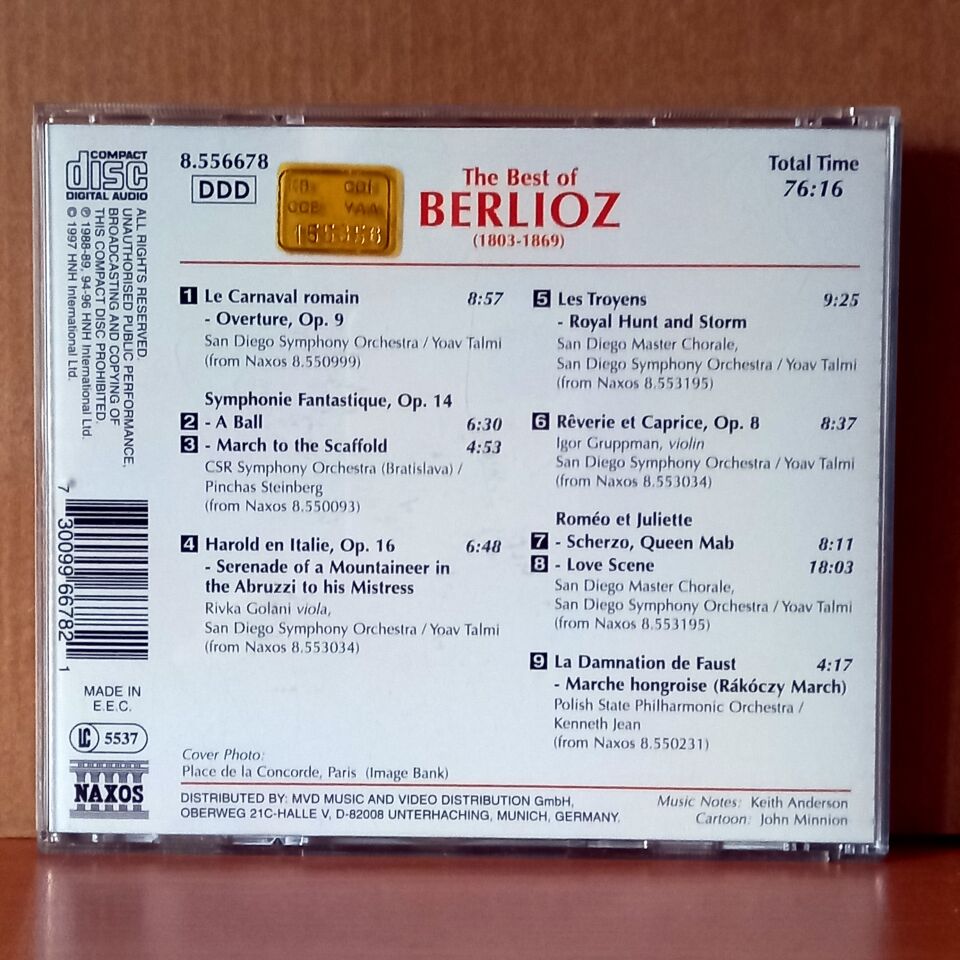 COMPACT
disc
DIGITAL AUDIO
ALL RIGHTS RESERVED.
UNAUTHORISED PUBLIC PERFORMANCE,
BROADCASTING AND COPYING OF
THIS COMPACT DISC PROHIBITED.
℗ 1988-89, 94-96 HNH International Ltd.
© 1997 HNH International Ltd.
7 30099 66782 1
MADE IN
E.E.C.
LC 5537
NAXOS
8.556678
DDD
The Best of
BERLIOZ
(1803-1869)
Total Time
76:16
1 Le Carnaval romain 8:57
- Overture, Op. 9
San Diego Symphony Orchestra / Yoav Talmi
(from Naxos 8.550999)
Symphonie Fantastique, Op. 14
2 - A Ball 6:30
3 - March to the Scaffold 4:53
CSR Symphony Orchestra (Bratislava) /
Pinchas Steinberg
(from Naxos 8.550093)
4 Harold en Italie, Op. 16 6:48
- Serenade of a Mountaineer in
the Abruzzi to his Mistress
Rivka Golani viola,
San Diego Symphony Orchestra / Yoav Talmi
(from Naxos 8.553034)
5 Les Troyens 9:25
- Royal Hunt and Storm
San Diego Master Chorale,
San Diego Symphony Orchestra / Yoav Talmi
(from Naxos 8.553195)
6 Rêverie et Caprice, Op. 8 8:37
Igor Gruppman, violin
San Diego Symphony Orchestra / Yoav Talmi
(from Naxos 8.553034)
Roméo et Juliette
7 - Scherzo, Queen Mab 8:11
8 - Love Scene 18:03
San Diego Master Chorale,
San Diego Symphony Orchestra / Yoav Talmi
(from Naxos 8.553195)
9 La Damnation de Faust 4:17
- Marche hongroise (Rákóczy March)
Polish State Philharmonic Orchestra /
Kenneth Jean
(from Naxos 8.550231)
Cover Photo:
Place de la Concorde, Paris (Image Bank)
DISTRIBUTED BY: MVD MUSIC AND VIDEO DISTRIBUTION GmbH,
OBERWEG 21C-HALLE V, D-82008 UNTERHACHING, MUNICH, GERMANY.
Music Notes: Keith Anderson
Cartoon: John Minnion